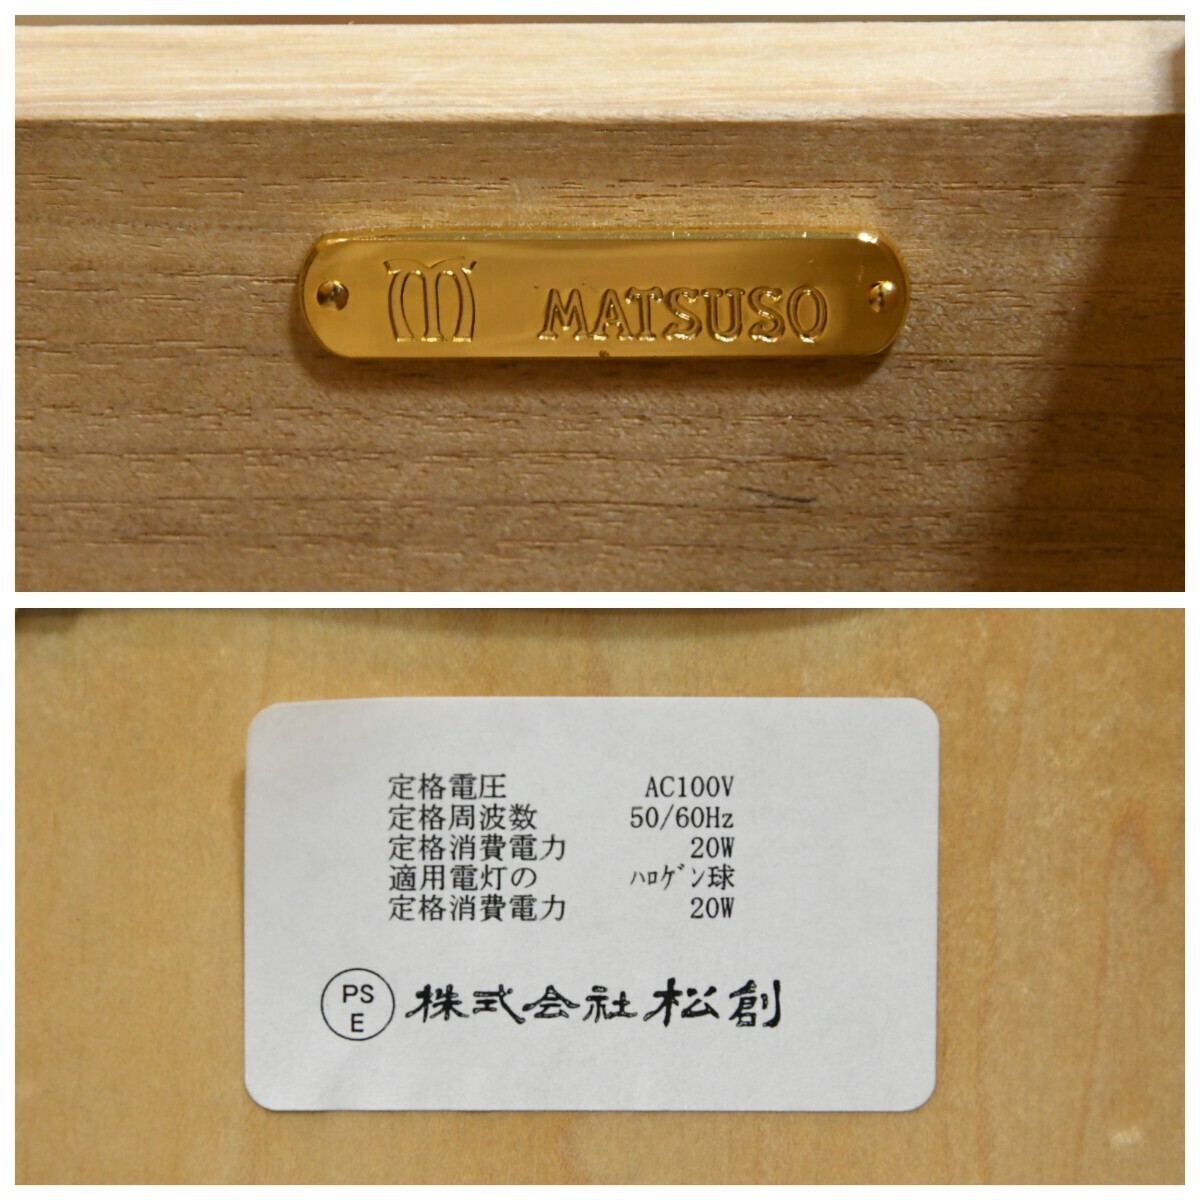 M MATSUSO
定格電圧 AC100V
定格周波数 50/60Hz
定格消費電力 20W
適用電灯の ﾊﾛｹﾞﾝ球
定格消費電力 20W
PS
E
株式会社松創